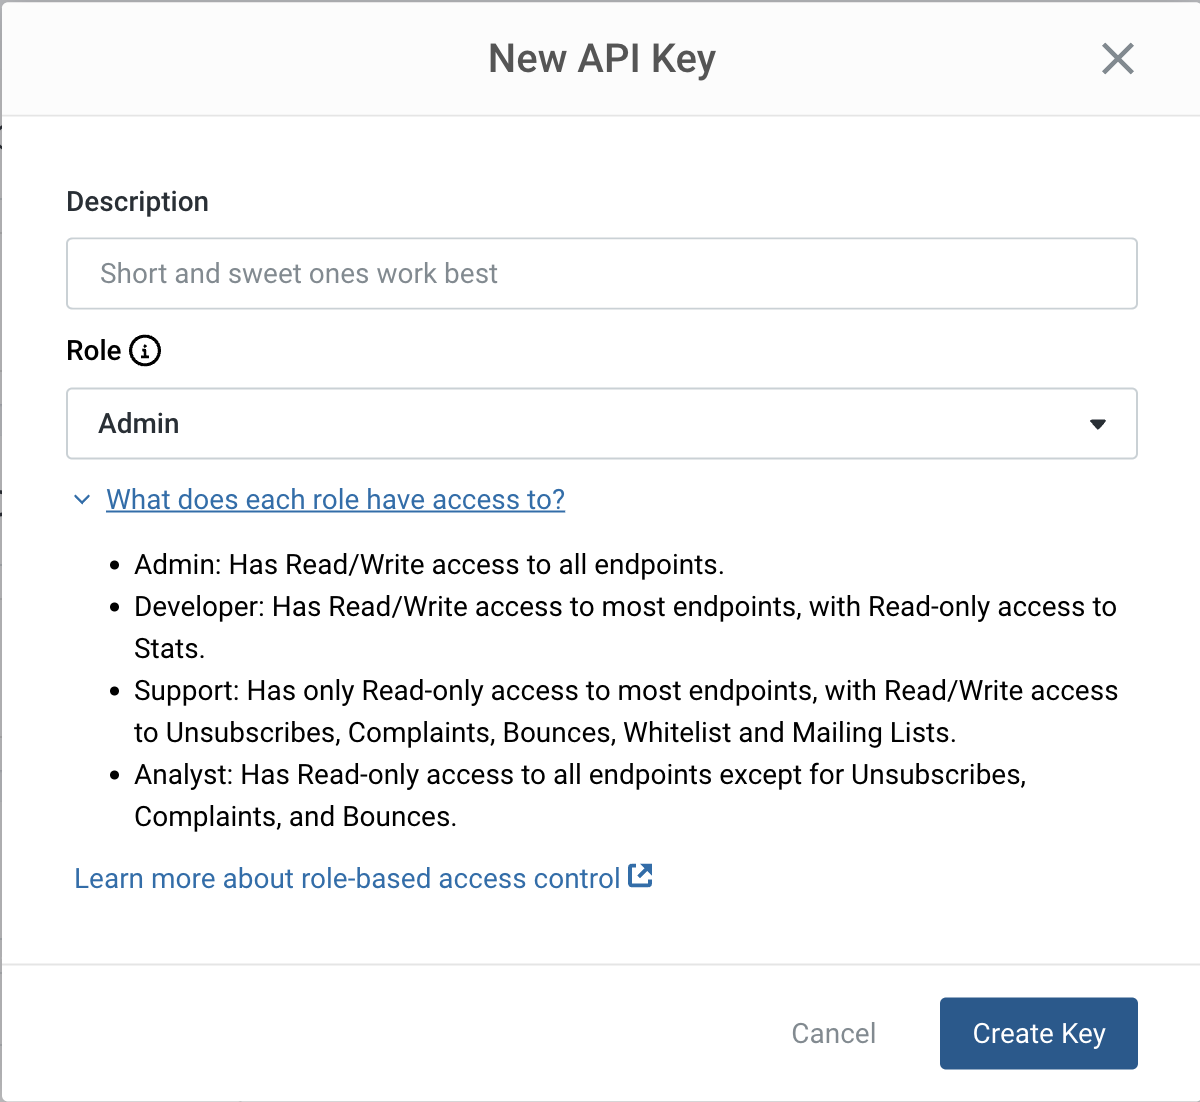 New API Key
Description
Short and sweet ones work best
Role
Admin
What does each role have access to?
• Admin: Has Read/Write access to all endpoints.
• Developer: Has Read/Write access to most endpoints, with Read-only access to
Stats.
• Support: Has only Read-only access to most endpoints, with Read/Write access
to Unsubscribes, Complaints, Bounces, Whitelist and Mailing Lists.
• Analyst: Has Read-only access to all endpoints except for Unsubscribes,
Complaints, and Bounces.
Learn more about role-based access control
Cancel
Create Key